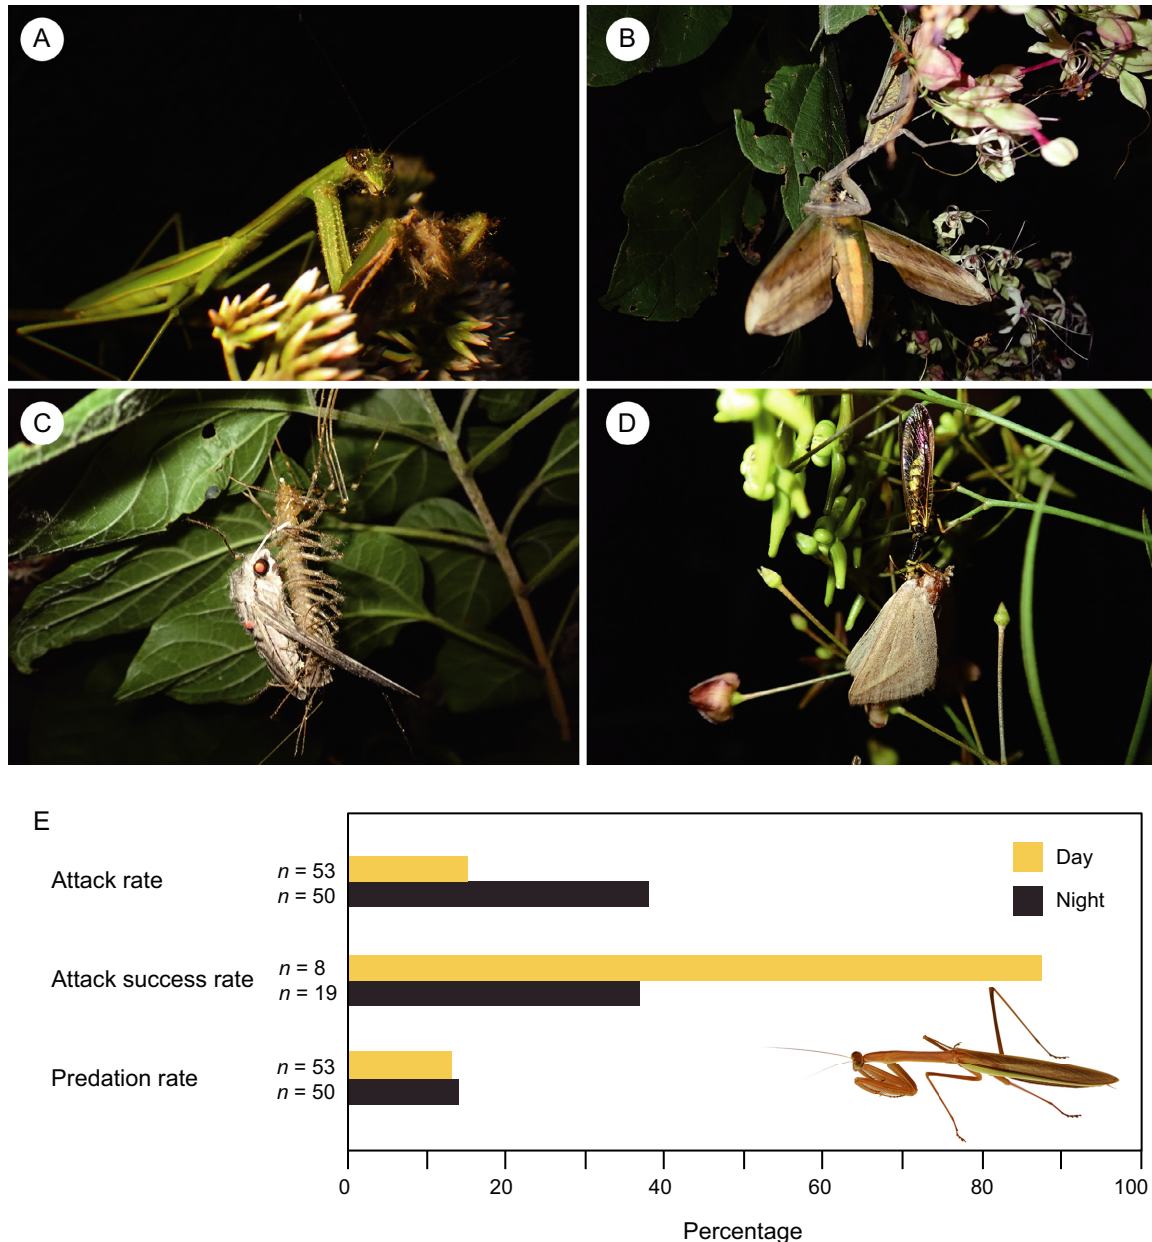 A
B
C
D
E
Day
Night
Attack rate
n = 53
n = 50
Attack success rate
n = 8
n = 19
Predation rate
n = 53
n = 50
0 20 40 60 80 100
Percentage